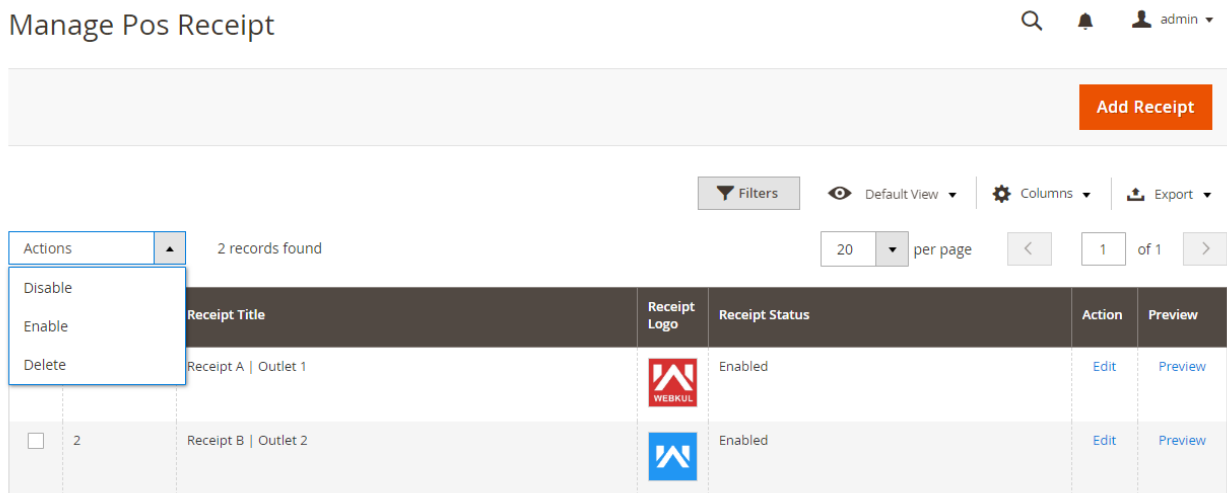 Manage Pos Receipt
admin
Add Receipt
Filters
Default View
Columns
Export
Actions
2 records found
20
per page
1
of 1
Disable
Enable
Delete
Receipt Title
Receipt
Logo
Receipt Status
Action
Preview
Receipt A | Outlet 1
WEBKUL
Enabled
Edit
Preview
2
Receipt B | Outlet 2
Enabled
Edit
Preview